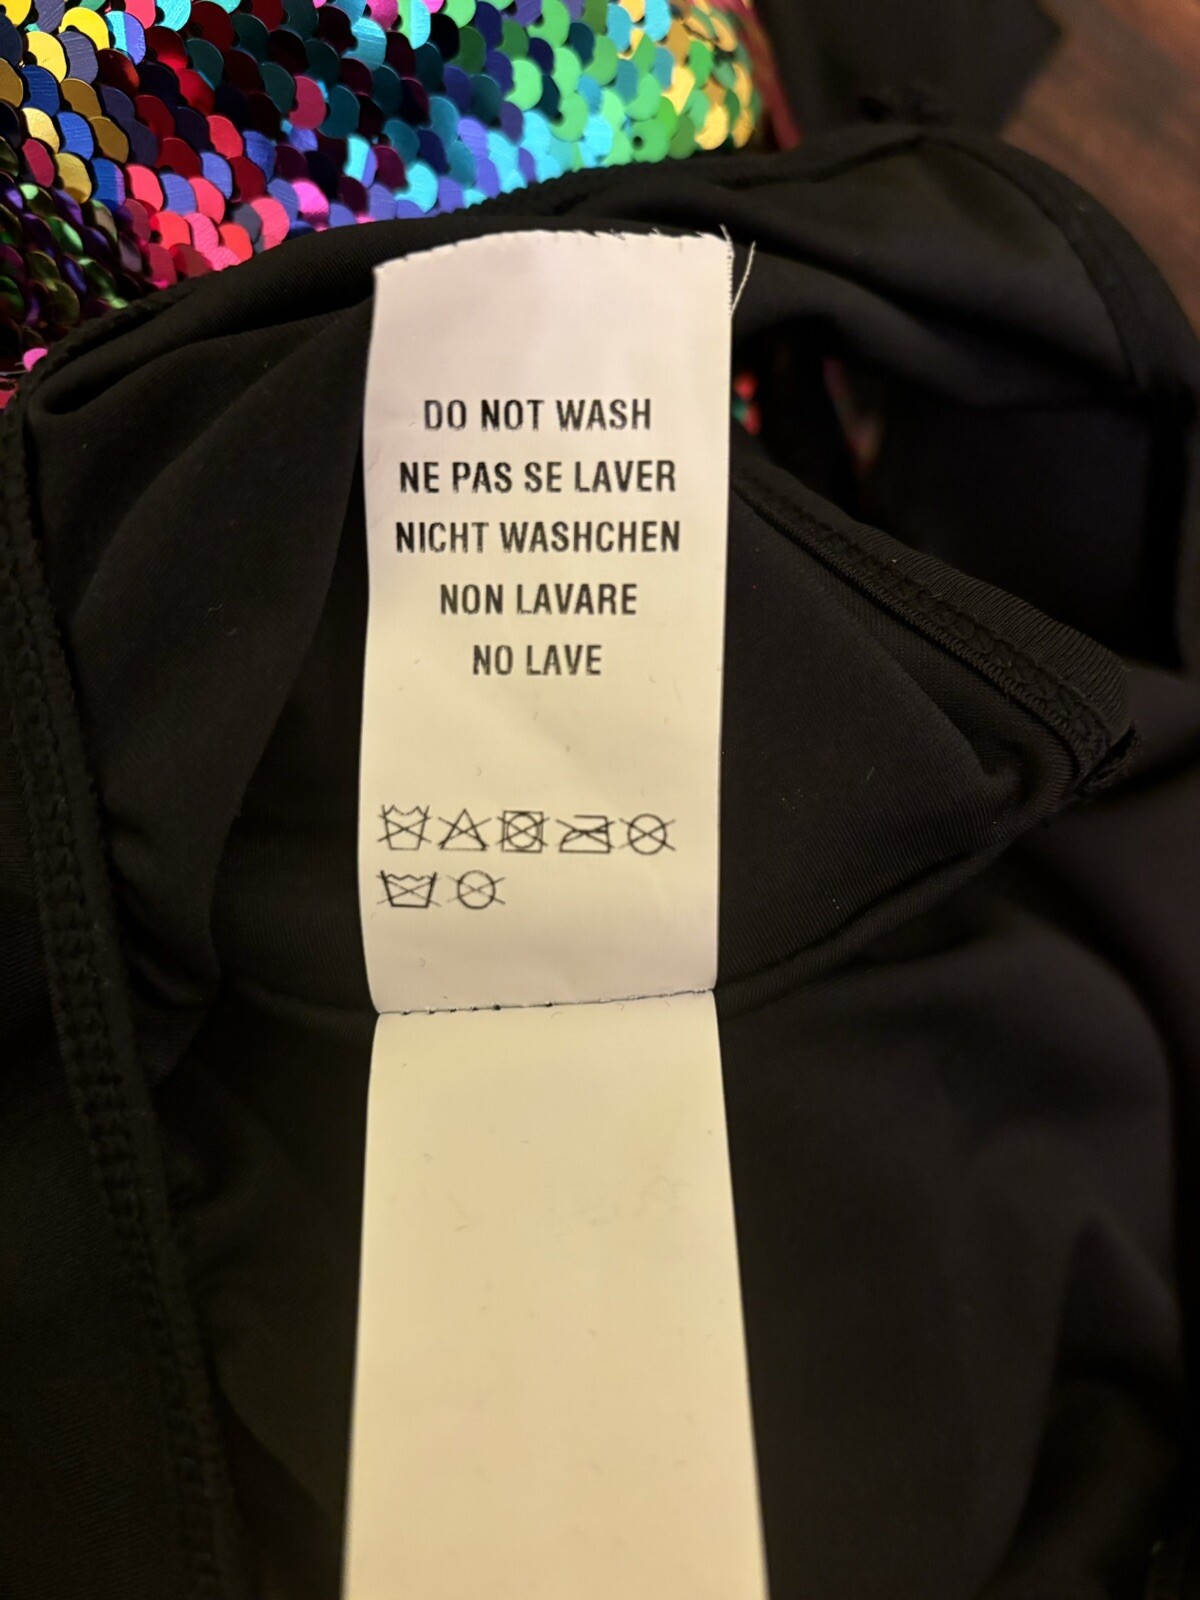 DO NOT WASH
NE PAS SE LAVER
NICHT WASHCHEN
NON LAVARE
NO LAVE